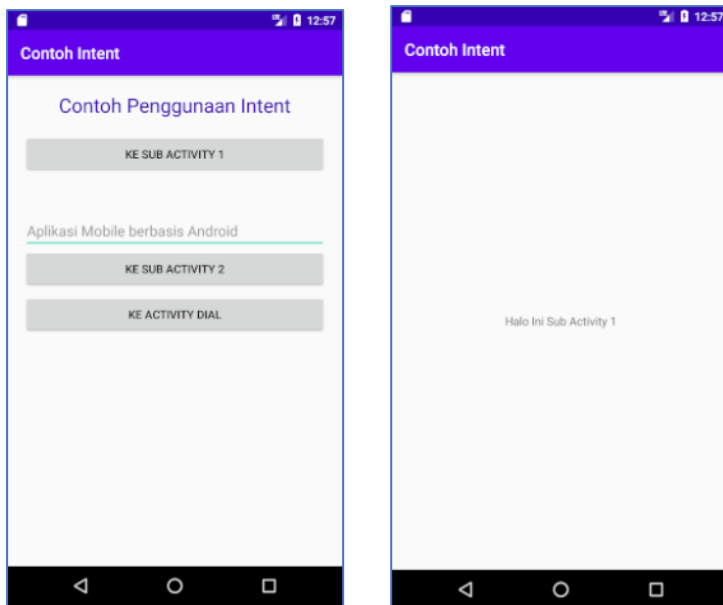 12:57
Contoh Intent
Contoh Penggunaan Intent
KE SUB ACTIVITY 1
Aplikasi Mobile berbasis Android
KE SUB ACTIVITY 2
KE ACTIVITY DIAL
12:57
Contoh Intent
Halo Ini Sub Activity 1